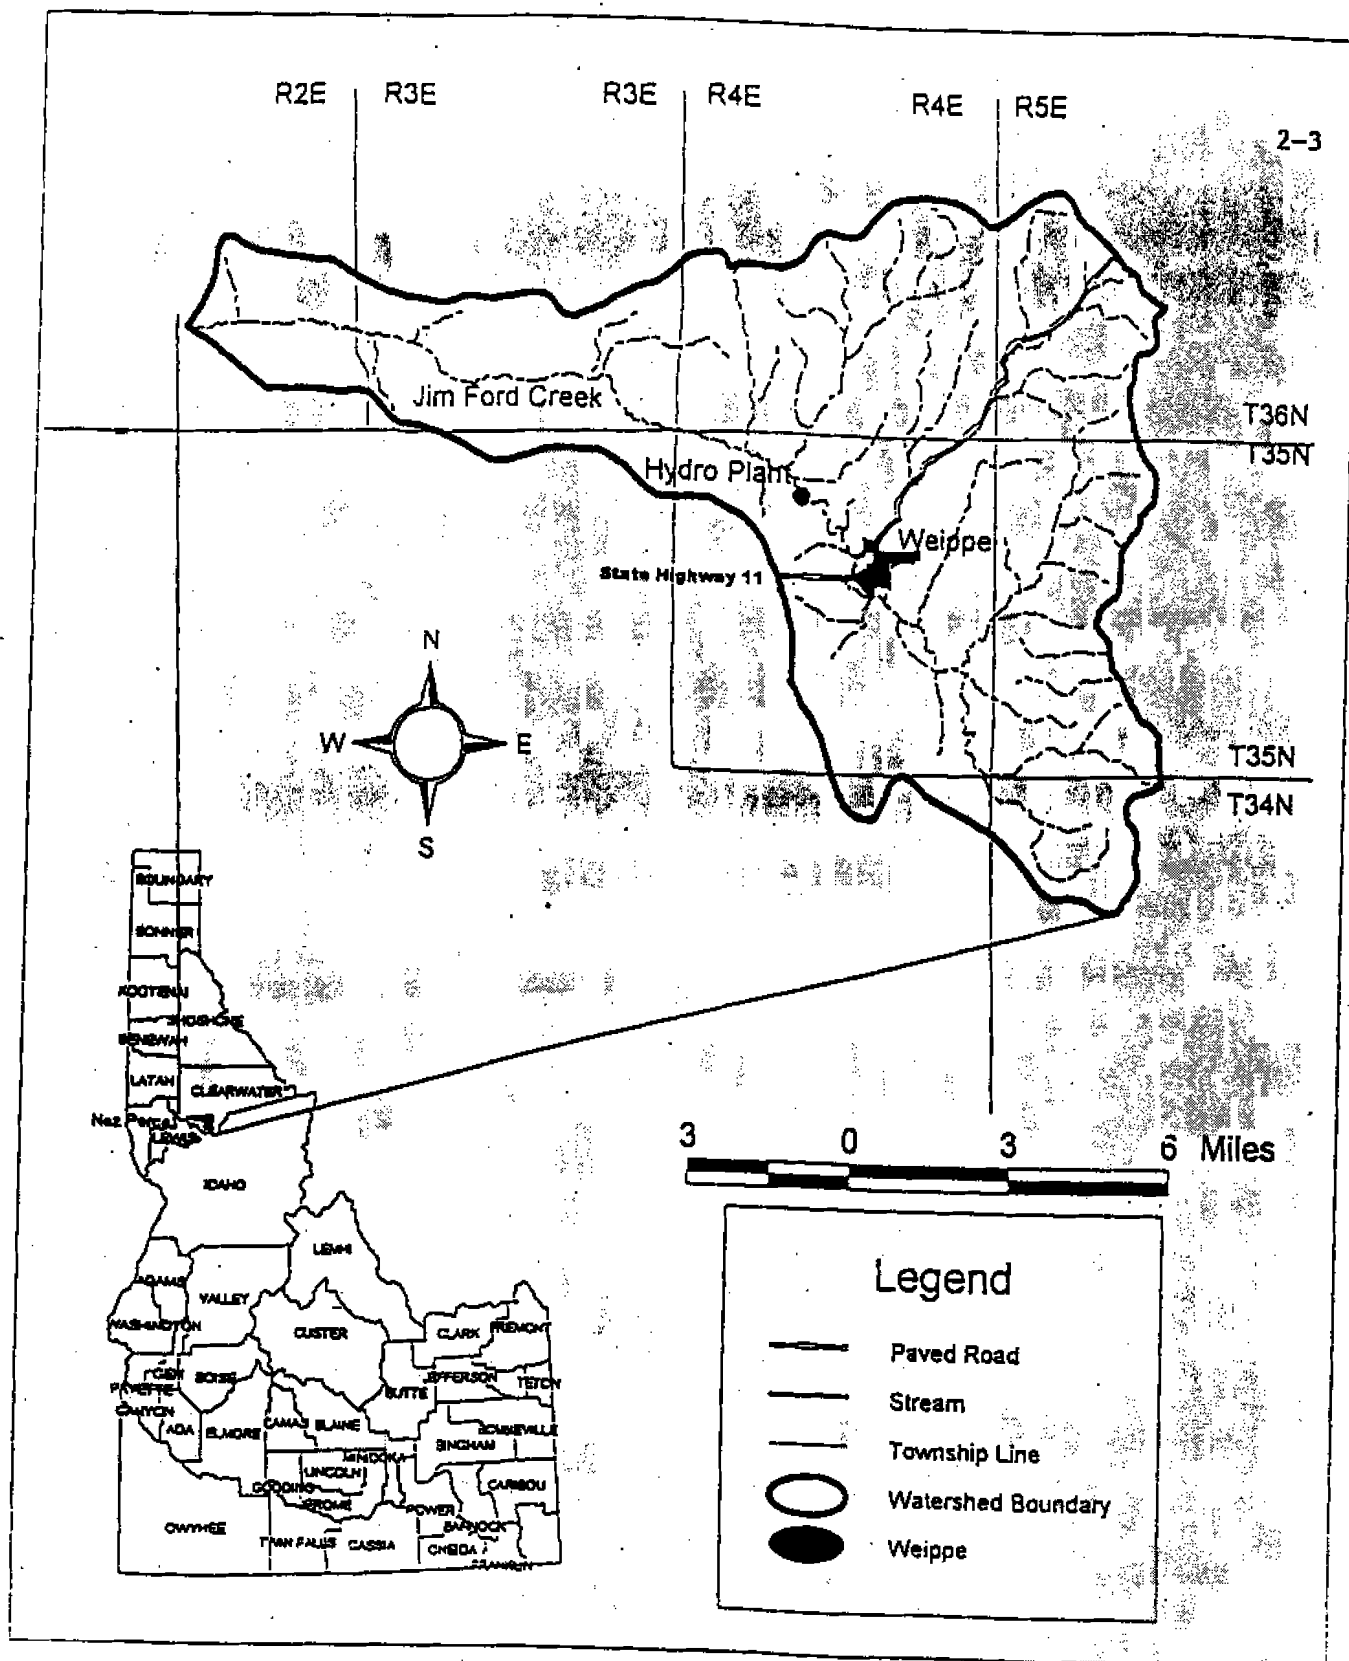 R2E R3E R3E R4E R4E R5E
2-3
Jim Ford Creek
T36N
T35N
Hydro Plant
Weippe
State Highway 11
N
W E
S
T35N
T34N
BOUNDARY
BONNER
KOOTENAI
SHOSHONE
BENEWAH
LATAH
CLEARWATER
Nez Perce
LEWIS
IDAHO
3 0 3 6 Miles
LEMHI
ADAMS
VALLEY
WASHINGTON
CUSTER
CLARK
FREMONT
GEM
BOISE
PAYETTE
BUTTE
JEFFERSON
TETON
CANYON
ADA
ELMORE
CAMAS
BLAINE
BONNEVILLE
BINGHAM
MINIDOKA
LINCOLN
GOODING
JEROME
POWER
CARIBOU
BANNOCK
OWYHEE
TWIN FALLS
CASSIA
ONEIDA
FRANKLIN
Legend
Paved Road
Stream
Township Line
Watershed Boundary
Weippe